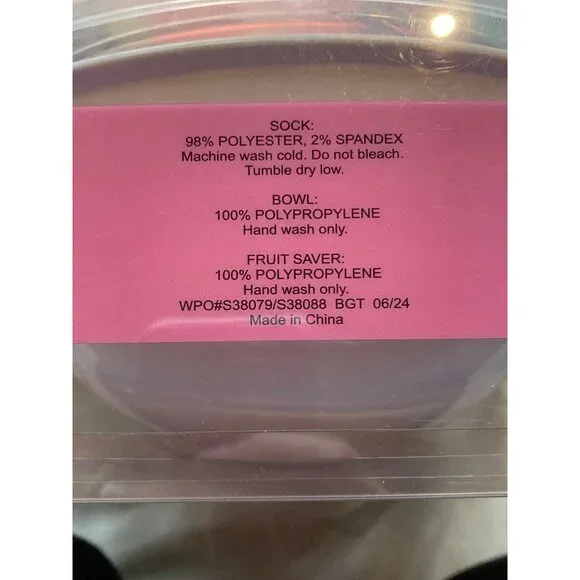 SOCK:
98% POLYESTER, 2% SPANDEX
Machine wash cold. Do not bleach.
Tumble dry low.
BOWL:
100% POLYPROPYLENE
Hand wash only.
FRUIT SAVER:
100% POLYPROPYLENE
Hand wash only.
WPO#S38079/S38088 BGT 06/24
Made in China